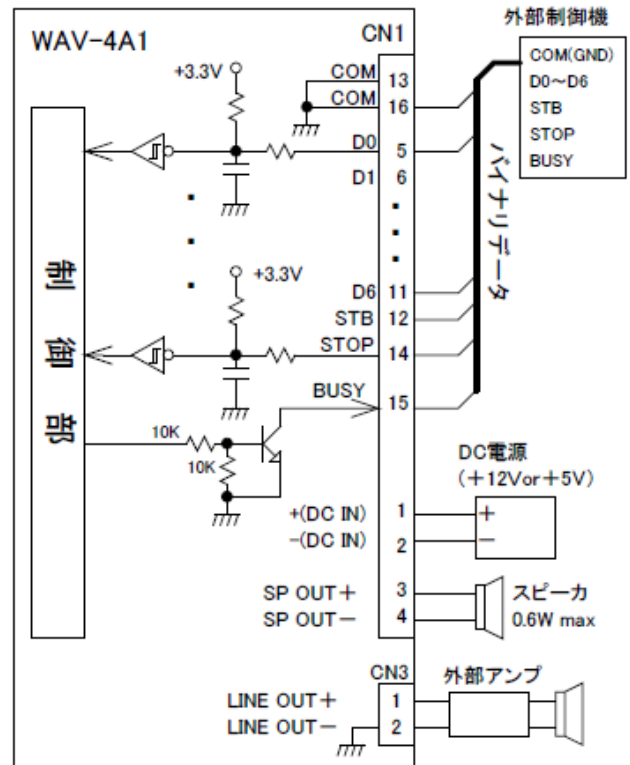 外部制御機
WAV-4A1
CN1
COM(GND)
D0～D6
STB
STOP
BUSY
+3.3V
COM
13
COM
16
D0
5
D1
6
バイナリデータ
D6
11
STB
12
+3.3V
STOP
14
BUSY
15
制御部
10K
10K
DC電源
(＋12Vor＋5V)
+(DC IN)
1
+
−(DC IN)
2
−
SP OUT＋
3
スピーカ
SP OUT−
4
0.6W max
CN3
外部アンプ
LINE OUT＋
1
LINE OUT−
2